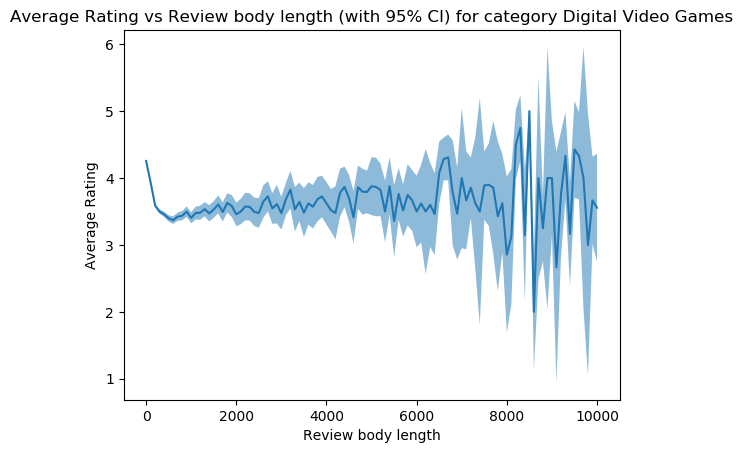 Average Rating vs Review body length (with 95% CI) for category Digital Video Games
6
5
4
3
2
1
Average Rating
0 2000 4000 6000 8000 10000
Review body length